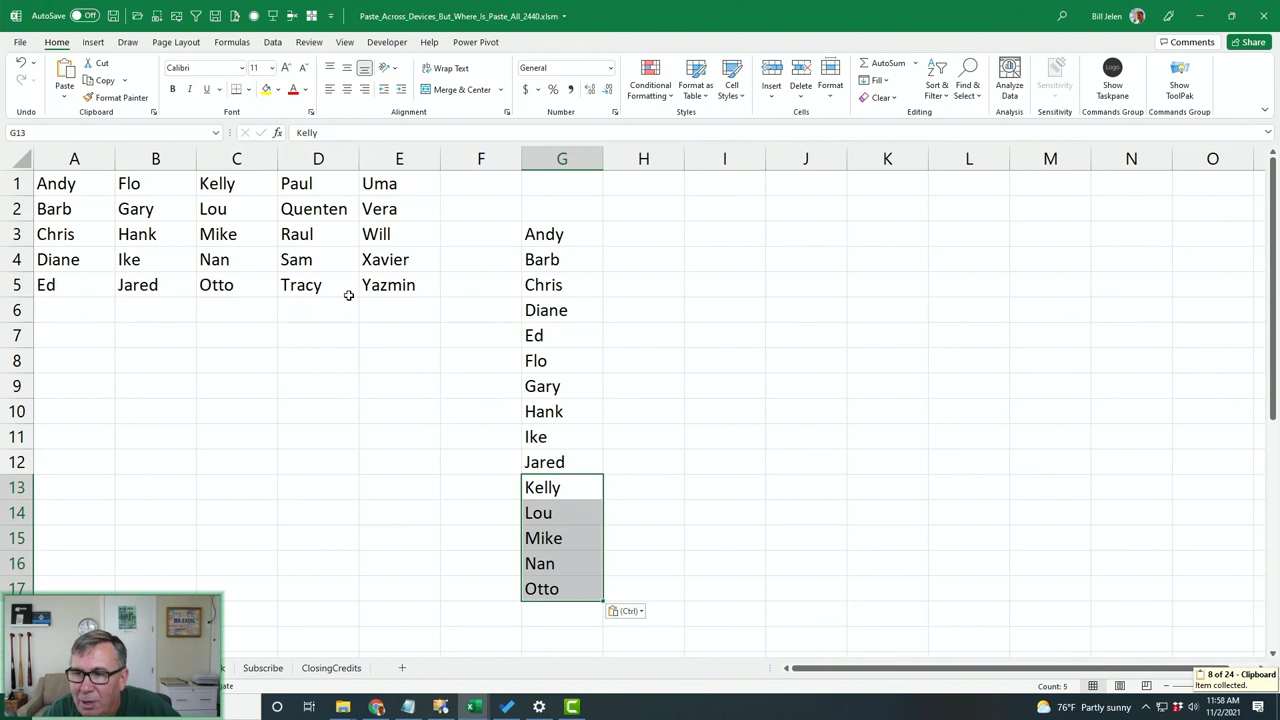 AutoSave Off
Paste_Across_Devices_But_Where_Is_Paste_All_2440.xlsm
Bill Jelen
File Home Insert Draw Page Layout Formulas Data Review View Developer Help Power Pivot
Comments Share
Cut
Copy
Format Painter
Paste
Calibri 11
B I U
Wrap Text
Merge & Center
General
$ % ,
Conditional Formatting
Format as Table
Cell Styles
Insert Delete Format
AutoSum
Fill
Clear
Sort & Filter
Find & Select
Analyze Data
Sensitivity
Logo
Show Taskpane
Show ToolPak
Undo Clipboard Font Alignment Number Styles Cells Editing Analysis Sensitivity Commands Group Commands Group
G13 fx Kelly
A B C D E F G H I J K L M N O
1 Andy Flo Kelly Paul Uma
2 Barb Gary Lou Quenten Vera
3 Chris Hank Mike Raul Will Andy
4 Diane Ike Nan Sam Xavier Barb
5 Ed Jared Otto Tracy Yazmin Chris
6 Diane
7 Ed
8 Flo
9 Gary
10 Hank
11 Ike
12 Jared
13 Kelly
14 Lou
15 Mike
16 Nan
17 Otto
(Ctrl)
Subscribe ClosingCredits
8 of 24 - Clipboard
Item collected.
Count: 5
76°F Partly sunny
11:58 AM
11/2/2021